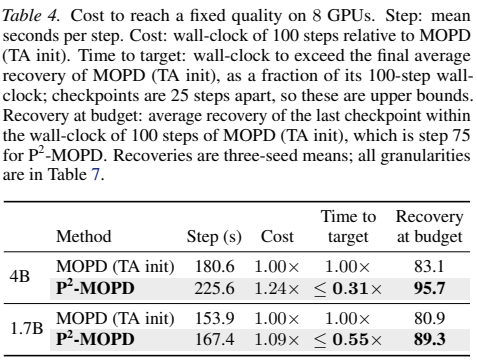 Table 4. Cost to reach a fixed quality on 8 GPUs. Step: mean
seconds per step. Cost: wall-clock of 100 steps relative to MOPD
(TA init). Time to target: wall-clock to exceed the final average
recovery of MOPD (TA init), as a fraction of its 100-step wall-
clock; checkpoints are 25 steps apart, so these are upper bounds.
Recovery at budget: average recovery of the last checkpoint within
the wall-clock of 100 steps of MOPD (TA init), which is step 75
for P²-MOPD. Recoveries are three-seed means; all granularities
are in Table 7.
Time to Recovery
Method Step (s) Cost target at budget
4B MOPD (TA init) 180.6 1.00× 1.00× 83.1
P²-MOPD 225.6 1.24× ≤ 0.31× 95.7
1.7B MOPD (TA init) 153.9 1.00× 1.00× 80.9
P²-MOPD 167.4 1.09× ≤ 0.55× 89.3